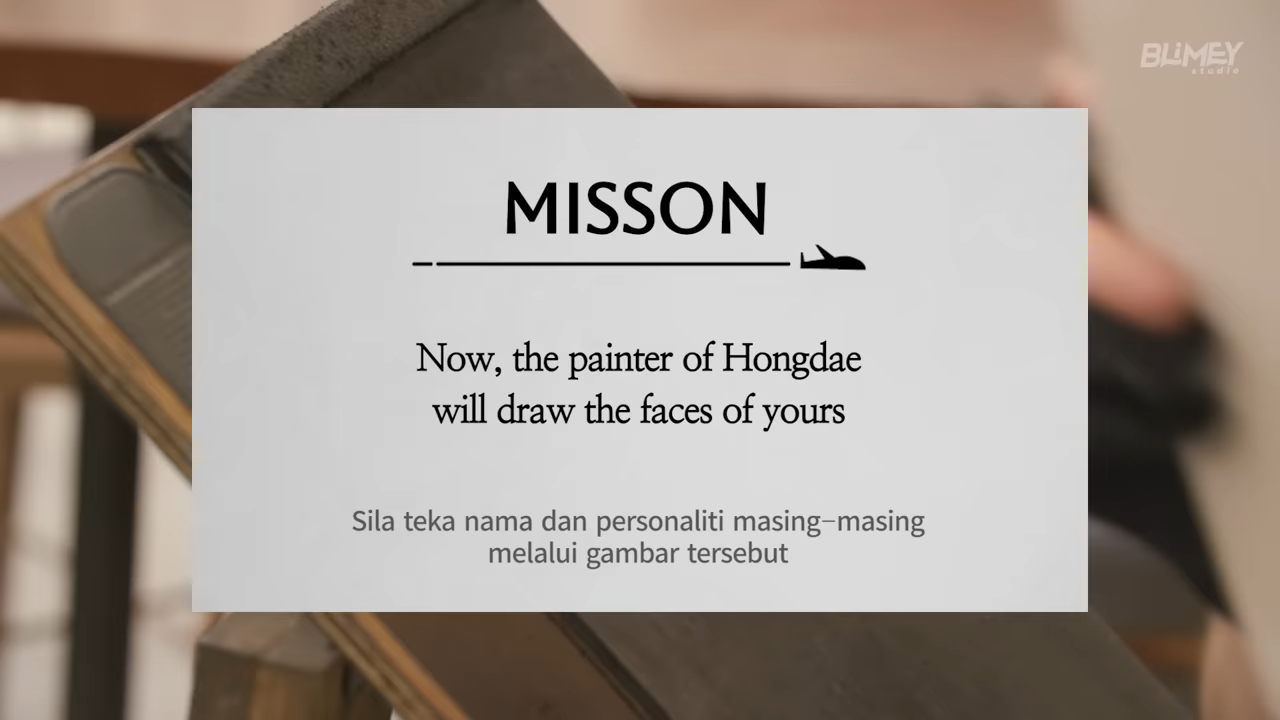 BLiMEY
studio
MISSON
Now, the painter of Hongdae
will draw the faces of yours
Sila teka nama dan personaliti masing-masing
melalui gambar tersebut